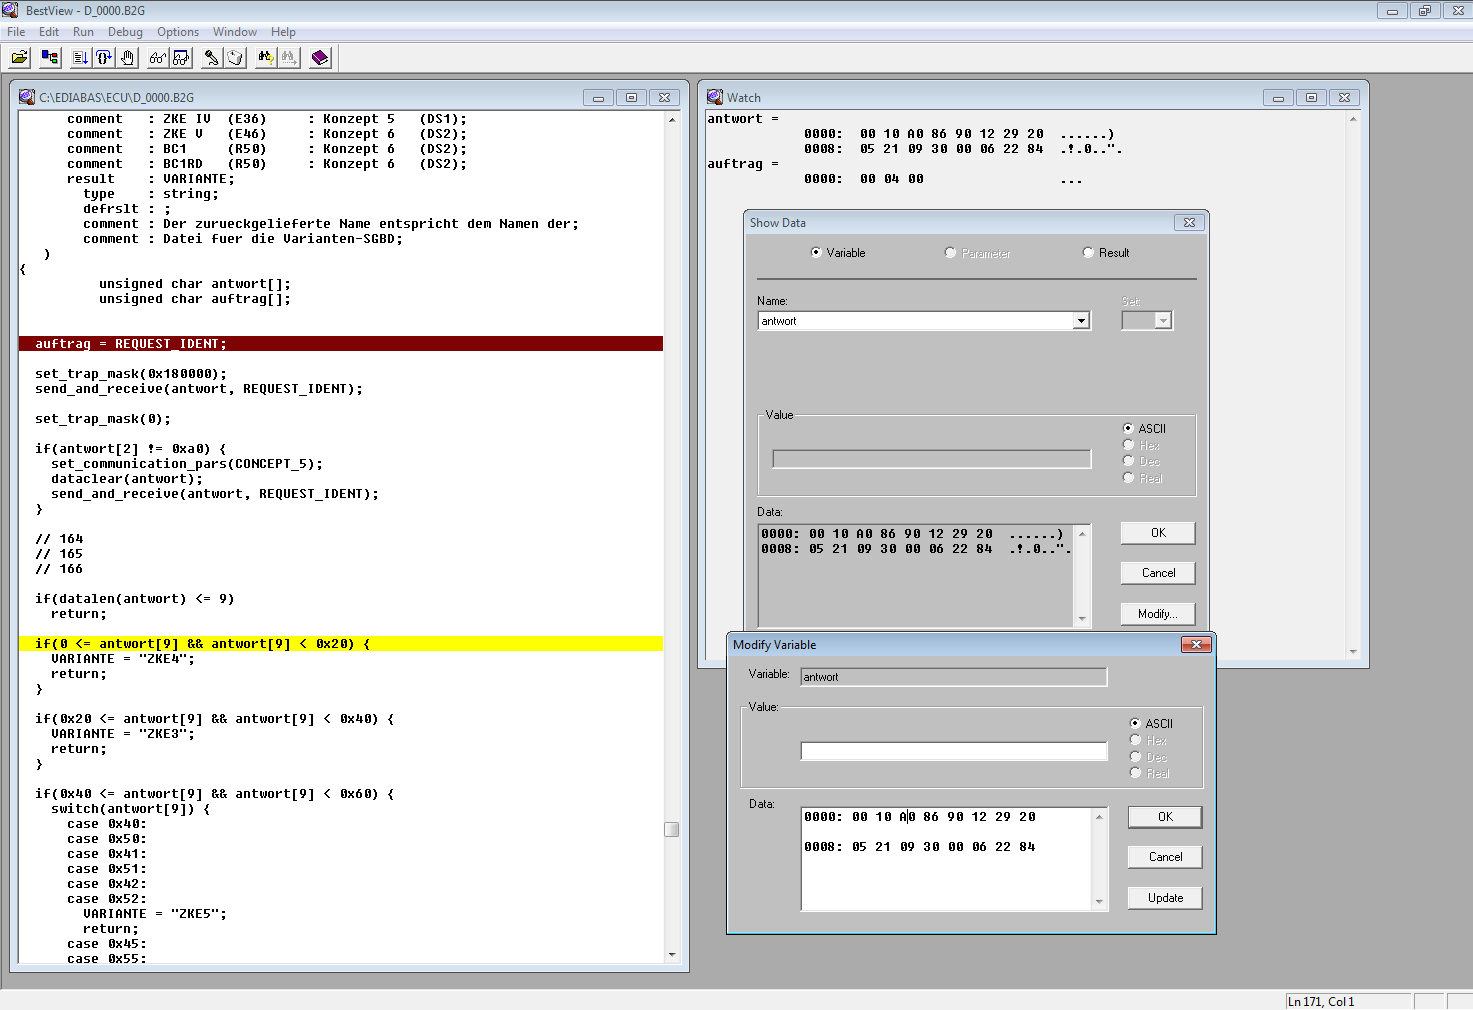 BestView - D_0000.B2G
File Edit Run Debug Options Window Help
C:\EDIABAS\ECU\D_0000.B2G
comment : ZKE IV (E36) : Konzept 5 (DS1);
comment : ZKE V (E46) : Konzept 6 (DS2);
comment : BC1 (R50) : Konzept 6 (DS2);
comment : BC1RD (R50) : Konzept 6 (DS2);
result : VARIANTE;
type : string;
defrslt : ;
comment : Der zurueckgelieferte Name entspricht dem Namen der;
comment : Datei fuer die Varianten-SGBD;
)
{
unsigned char antwort[];
unsigned char auftrag[];
auftrag = REQUEST_IDENT;
set_trap_mask(0x180000);
send_and_receive(antwort, REQUEST_IDENT);
set_trap_mask(0);
if(antwort[2] != 0xa0) {
set_communication_pars(CONCEPT_5);
dataclear(antwort);
send_and_receive(antwort, REQUEST_IDENT);
}
// 164
// 165
// 166
if(datalen(antwort) <= 9)
return;
if(0 <= antwort[9] && antwort[9] < 0x20) {
VARIANTE = "ZKE4";
return;
}
if(0x20 <= antwort[9] && antwort[9] < 0x40) {
VARIANTE = "ZKE3";
return;
}
if(0x40 <= antwort[9] && antwort[9] < 0x60) {
switch(antwort[9]) {
case 0x40:
case 0x50:
case 0x41:
case 0x51:
case 0x42:
case 0x52:
VARIANTE = "ZKE5";
return;
case 0x45:
case 0x55:
Watch
antwort =
0000: 00 10 A0 86 90 12 29 20 ......)
0008: 05 21 09 30 00 06 22 84 .!.0..".
auftrag =
0000: 00 04 00 ...
Show Data
Variable Parameter Result
Name: Set:
antwort
Value
ASCII
Hex
Dec
Real
Data:
0000: 00 10 A0 86 90 12 29 20 ......)
0008: 05 21 09 30 00 06 22 84 .!.0..".
OK
Cancel
Modify...
Modify Variable
Variable: antwort
Value:
ASCII
Hex
Dec
Real
Data:
0000: 00 10 A0 86 90 12 29 20
0008: 05 21 09 30 00 06 22 84
OK
Cancel
Update
Ln 171, Col 1